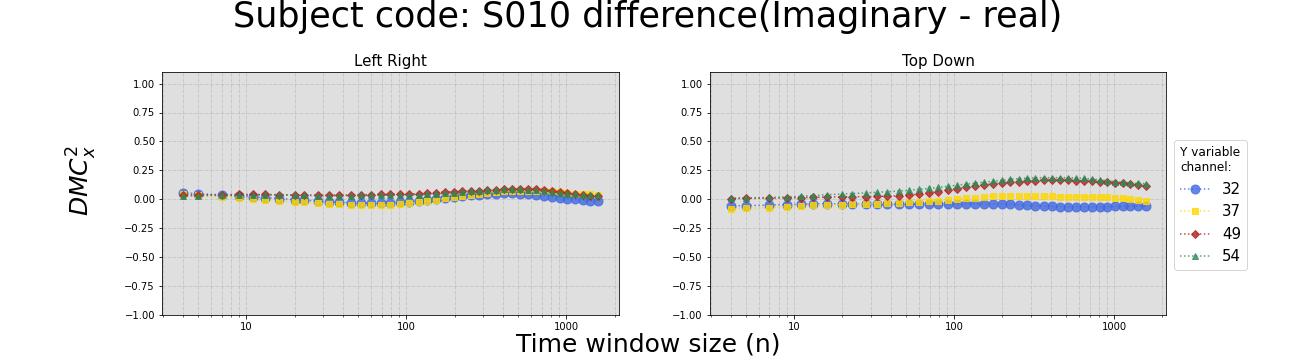 Subject code: S010 difference(Imaginary - real)
Left Right
Top Down
1.00
0.75
0.50
0.25
0.00
−0.25
−0.50
−0.75
−1.00
1.00
0.75
0.50
0.25
0.00
−0.25
−0.50
−0.75
−1.00
DMC²ₓ
Y variable
channel:
32
37
49
54
10 100 1000
10 100 1000
Time window size (n)